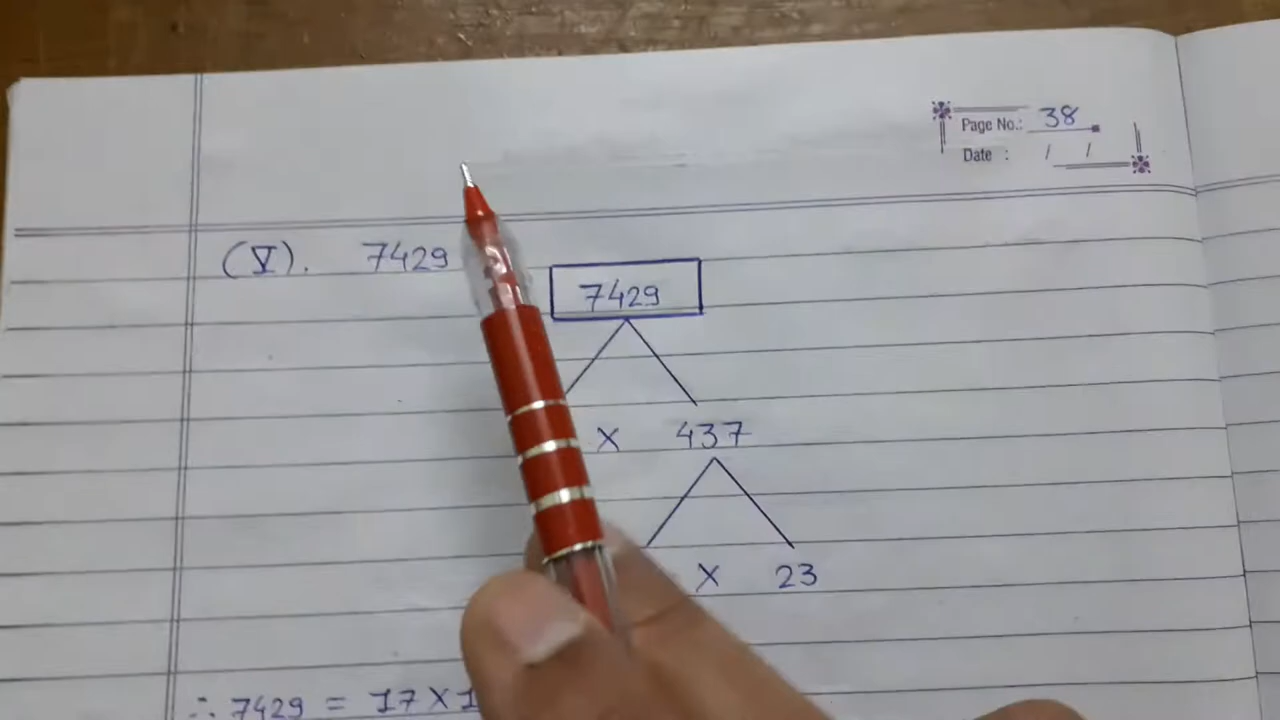 Page No.: 38
Date : / /
(V). 7429
7429
X 437
X 23
∴ 7429 = 17 X 1